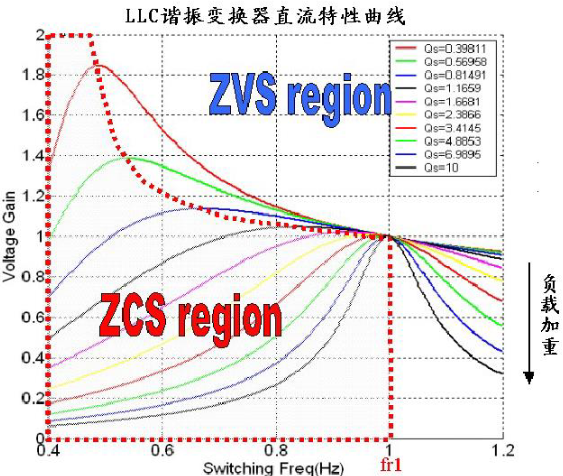 LLC谐振变换器直流特性曲线
2
1.8
1.6
1.4
1.2
1
0.8
0.6
0.4
0.2
0
Voltage Gain
ZVS region
ZCS region
Qs=0.39811
Qs=0.56958
Qs=0.81491
Qs=1.1659
Qs=1.6681
Qs=2.3866
Qs=3.4145
Qs=4.8853
Qs=6.9895
Qs=10
负载加重
0.4
0.6
0.8
1
1.2
fr1
Switching Freq(Hz)